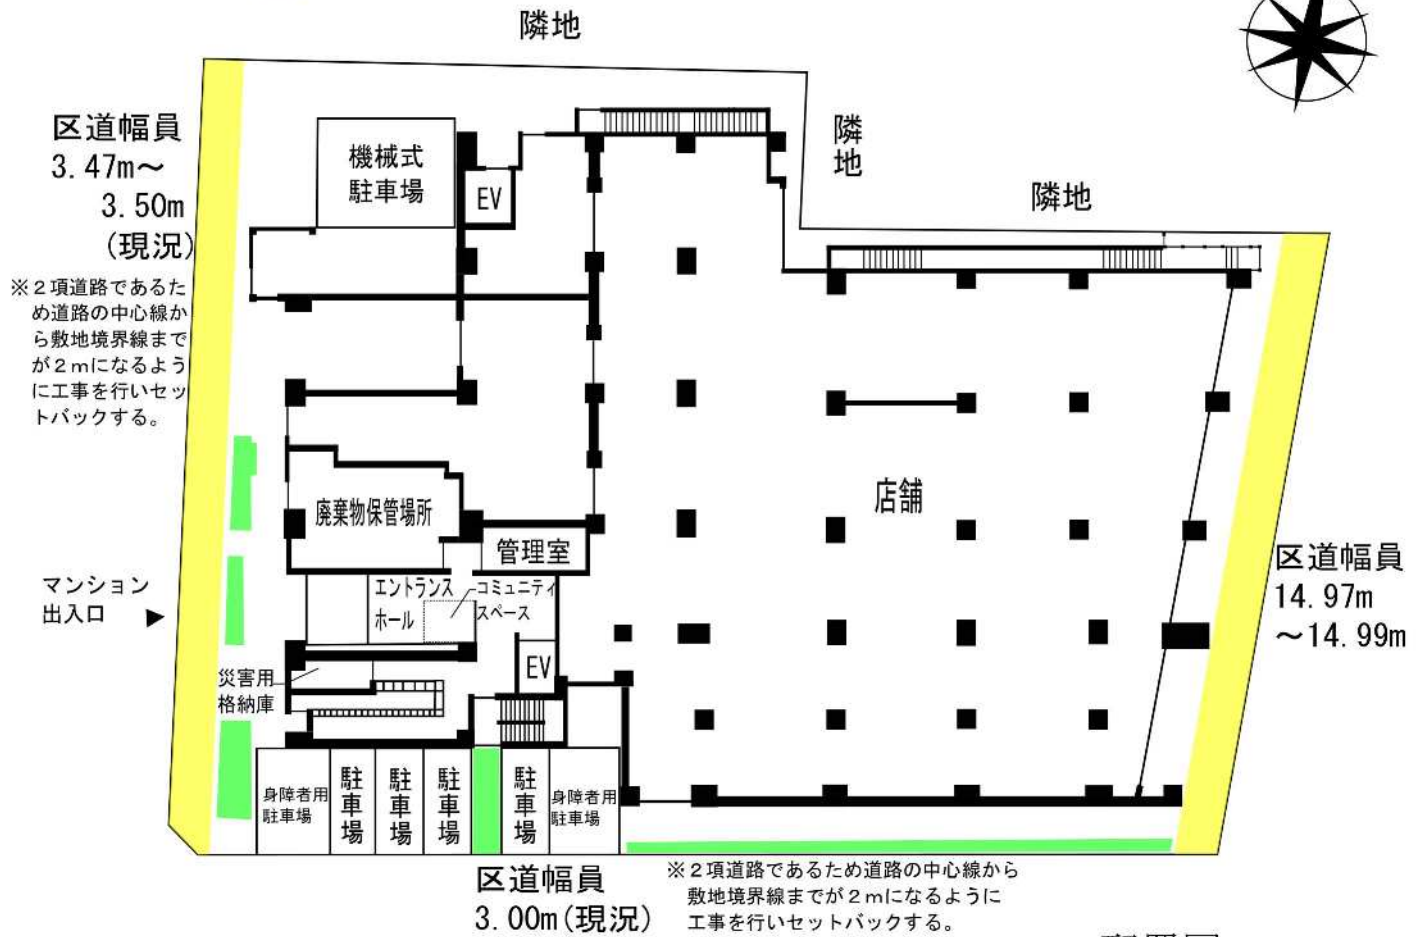 隣地
区道幅員
3.47m～
3.50m
(現況)
※２項道路であるた
め道路の中心線か
ら敷地境界線まで
が２ｍになるよう
に工事を行いセッ
トバックする。
機械式
駐車場
EV
隣地
隣地
店舗
廃棄物保管場所
管理室
エントランス
ホール
コミュニティ
スペース
マンション
出入口
EV
災害用
格納庫
区道幅員
14.97m
～14.99m
身障者用
駐車場
駐車場
駐車場
駐車場
駐車場
身障者用
駐車場
区道幅員
3.00m(現況)
※２項道路であるため道路の中心線から
敷地境界線までが２ｍになるように
工事を行いセットバックする。